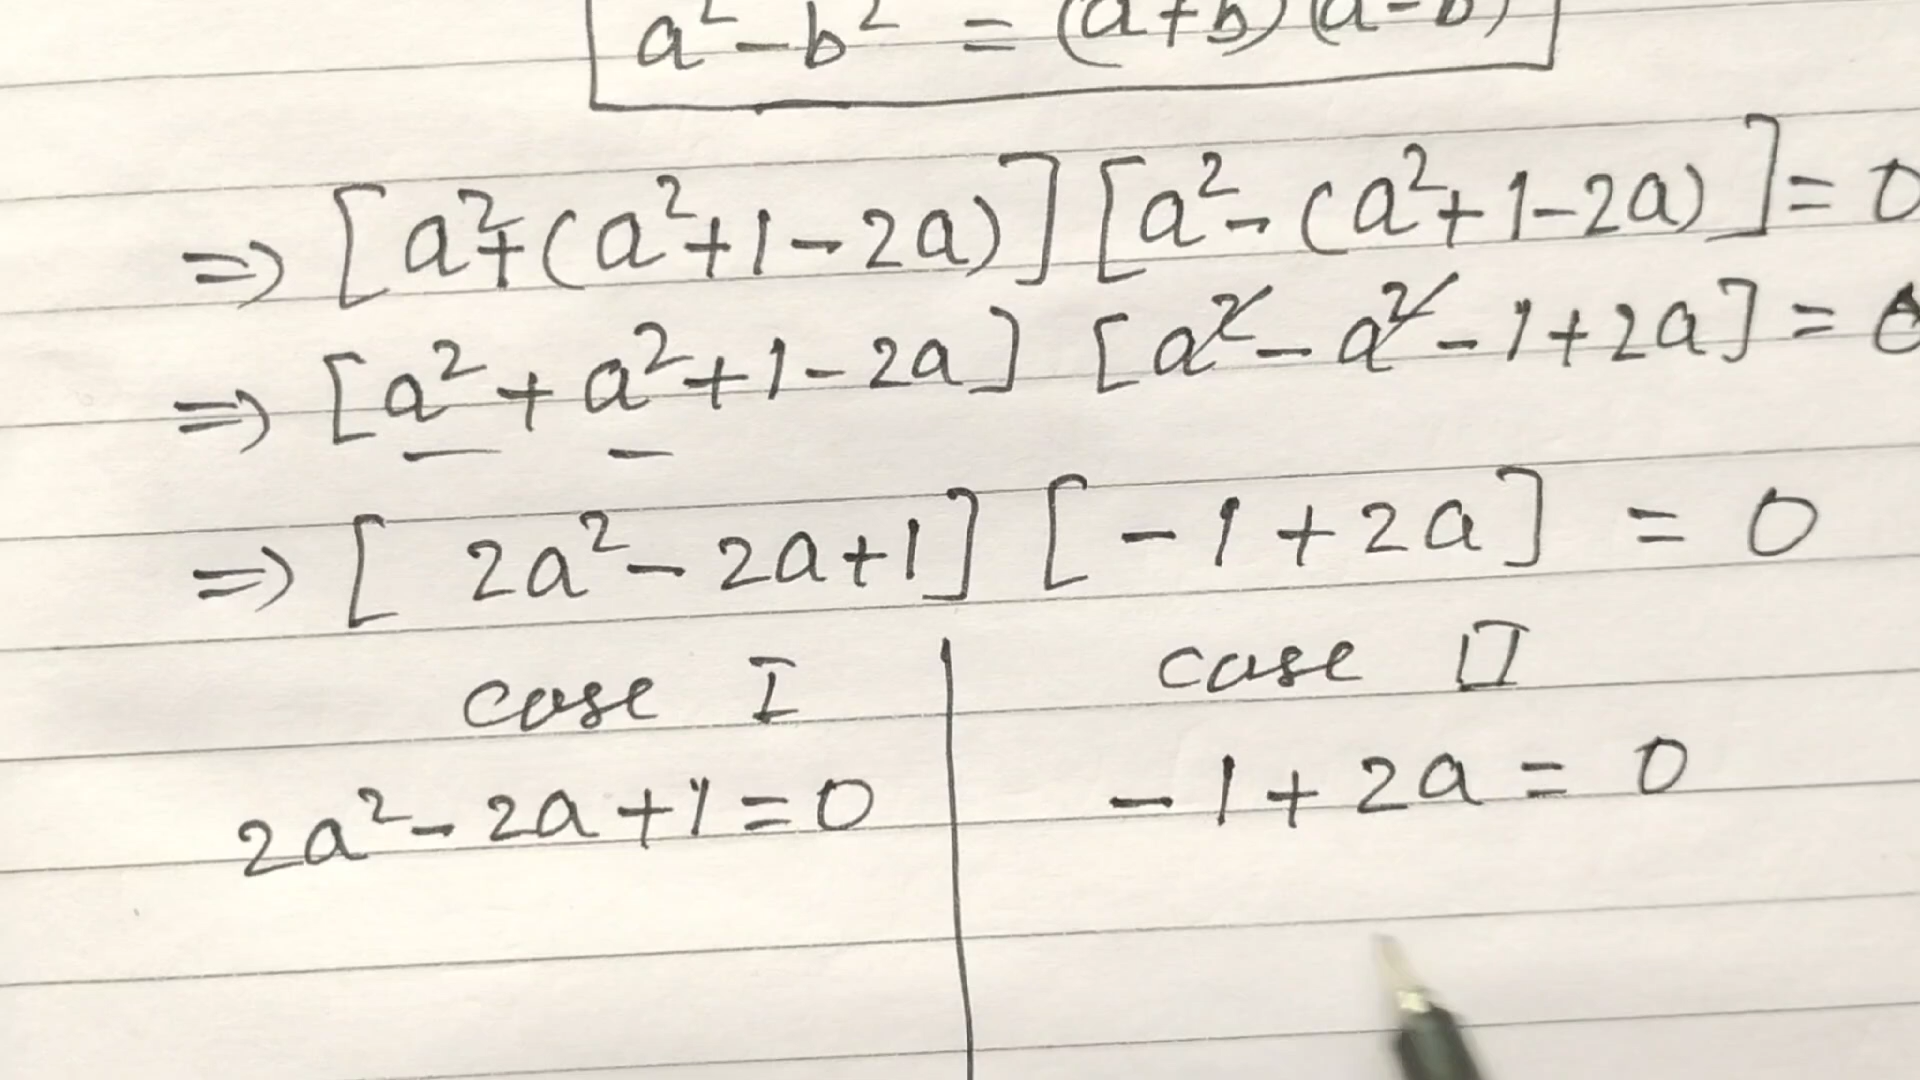 a² - b² = (a+b)(a-b)
⇒ [a²+(a²+1-2a)] [a²-(a²+1-2a)] = 0
⇒ [a²+a²+1-2a] [a²-a²-1+2a] = 0
⇒ [2a²-2a+1] [-1+2a] = 0
case I
case II
2a²-2a+1=0
-1+2a=0